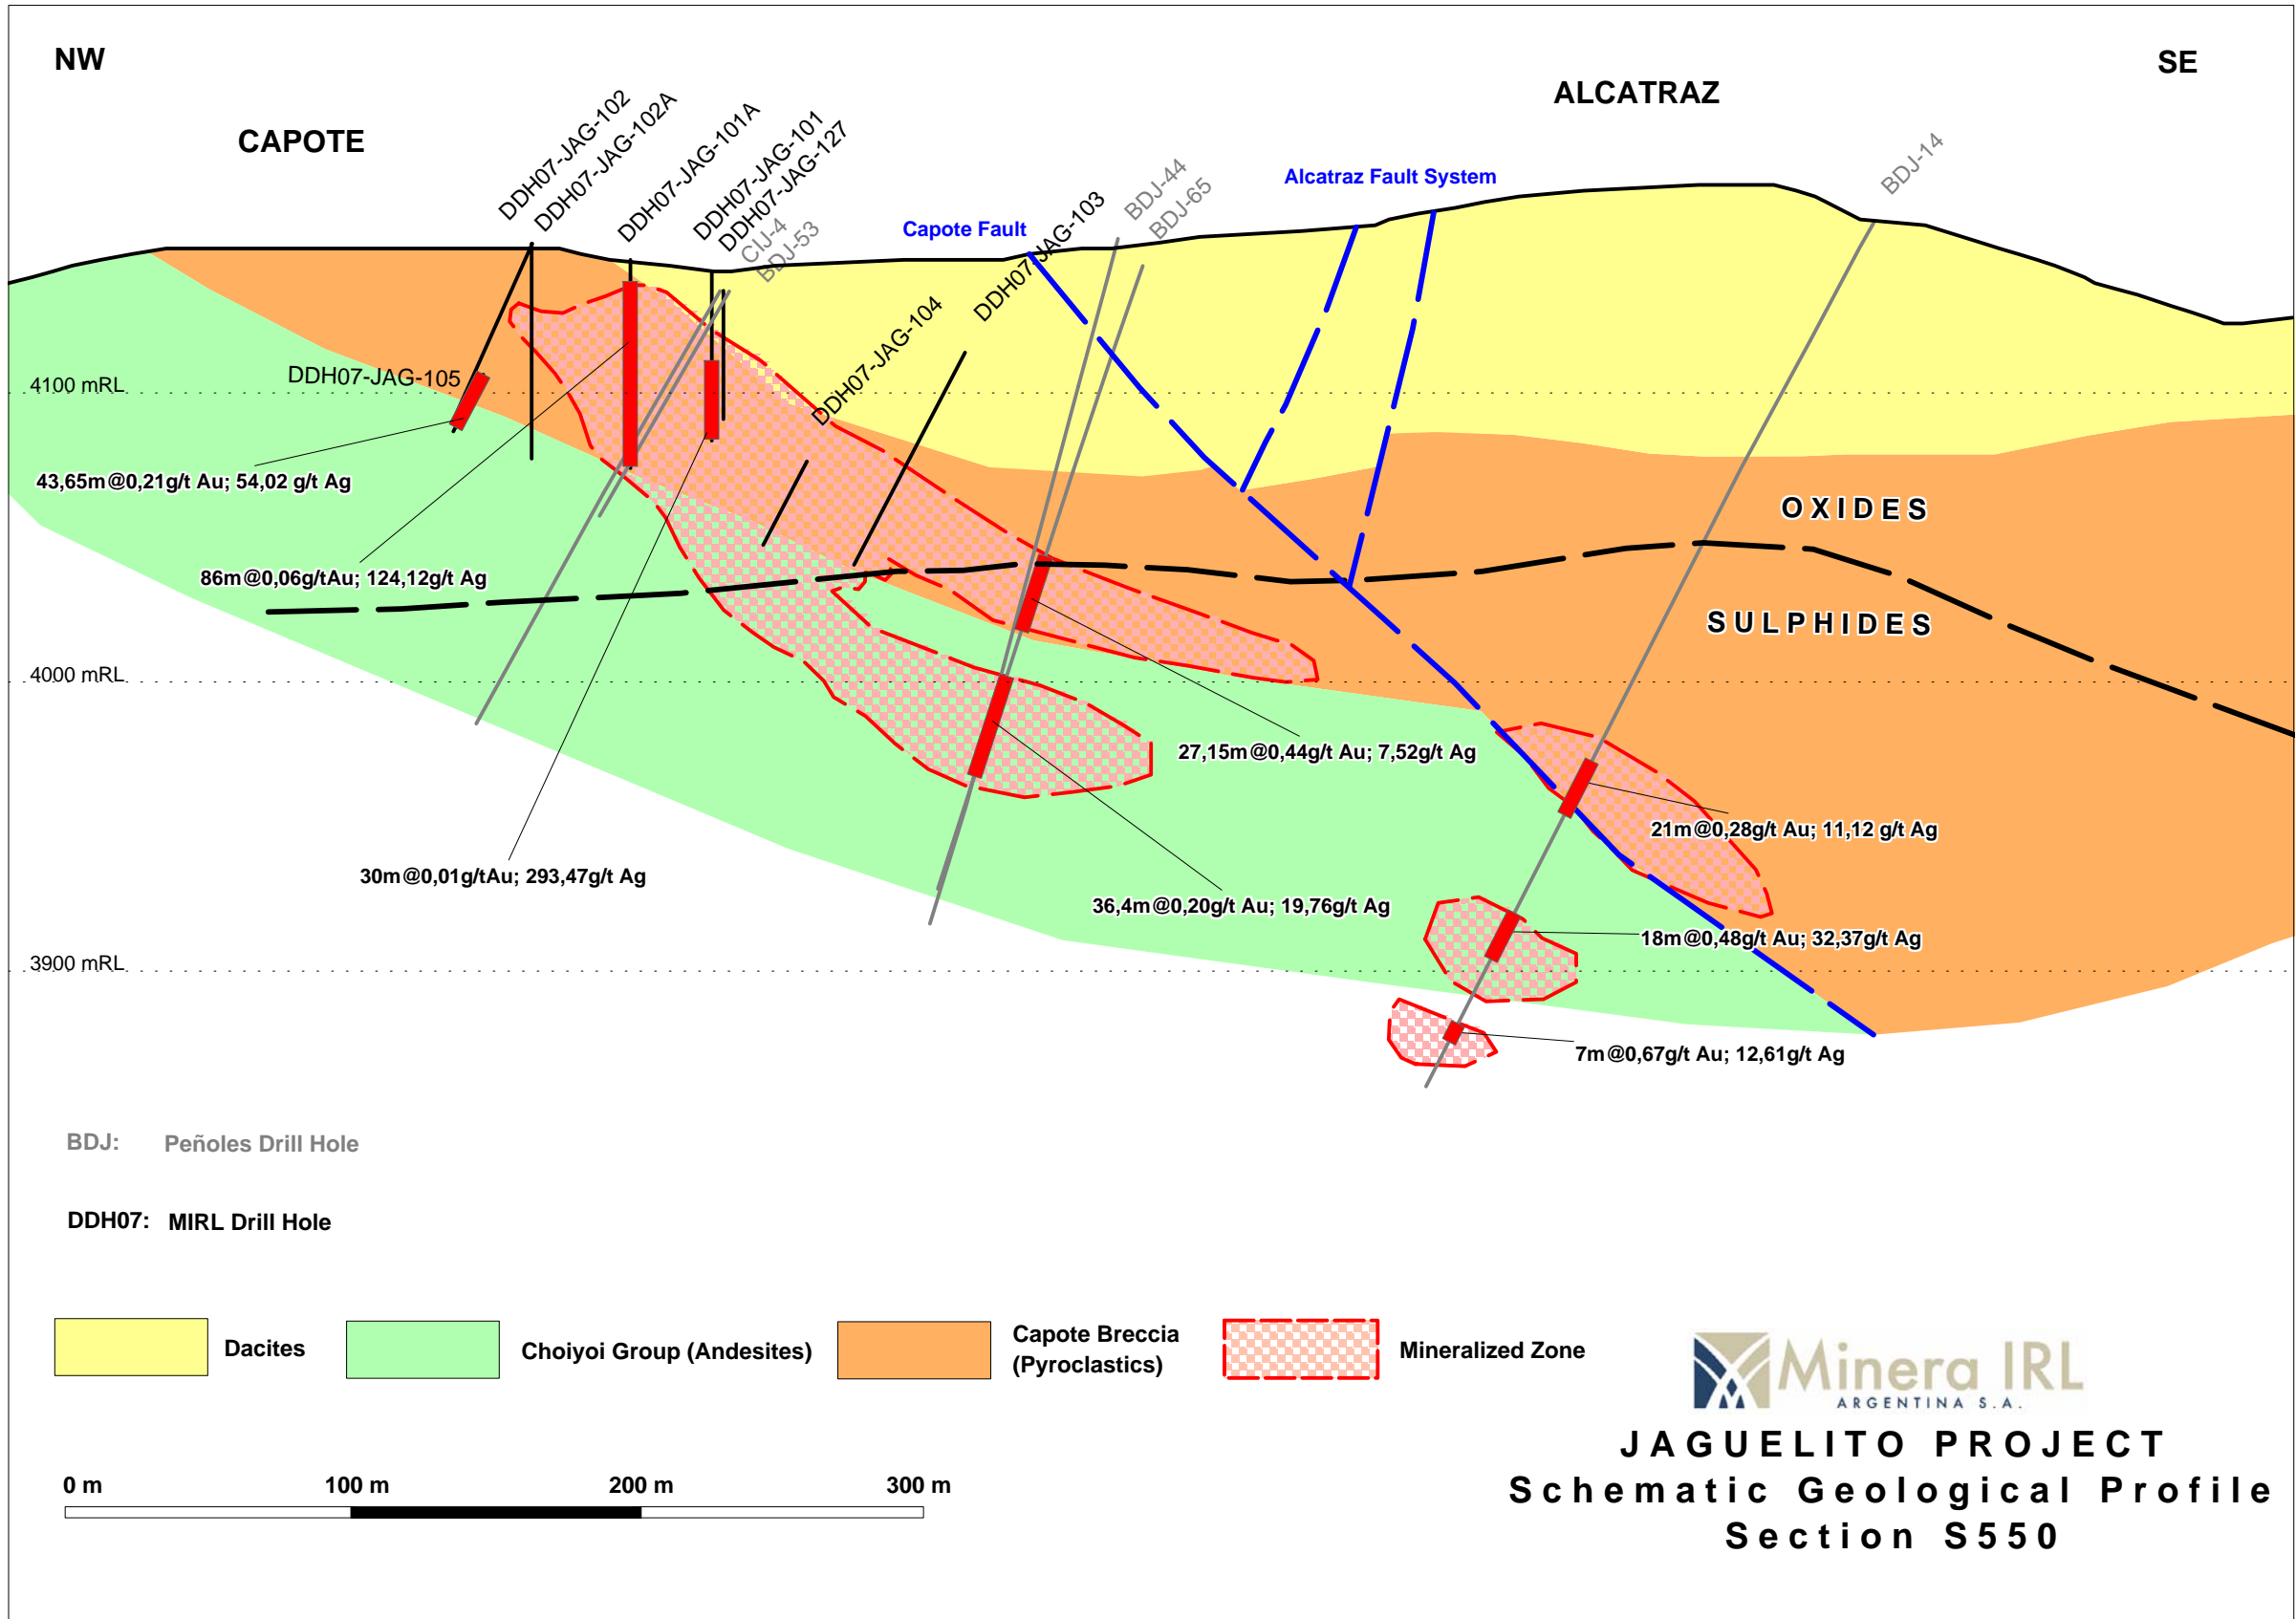 NW
SE
ALCATRAZ
CAPOTE
DDH07-JAG-102
DDH07-JAG-102A
DDH07-JAG-101A
DDH07-JAG-101
DDH07-JAG-127
CIJ-4
BDJ-53
DDH07-JAG-104
DDH07-JAG-103
BDJ-44
BDJ-65
BDJ-14
Capote Fault
Alcatraz Fault System
DDH07-JAG-105
4100 mRL
43,65m@0,21g/t Au; 54,02 g/t Ag
OXIDES
86m@0,06g/tAu; 124,12g/t Ag
SULPHIDES
4000 mRL
27,15m@0,44g/t Au; 7,52g/t Ag
21m@0,28g/t Au; 11,12 g/t Ag
30m@0,01g/tAu; 293,47g/t Ag
36,4m@0,20g/t Au; 19,76g/t Ag
18m@0,48g/t Au; 32,37g/t Ag
3900 mRL
7m@0,67g/t Au; 12,61g/t Ag
BDJ: Peñoles Drill Hole
DDH07: MIRL Drill Hole
Dacites
Choiyoi Group (Andesites)
Capote Breccia
(Pyroclastics)
Mineralized Zone
Minera IRL
ARGENTINA S.A.
JAGUELITO PROJECT
Schematic Geological Profile
Section S550
0 m 100 m 200 m 300 m